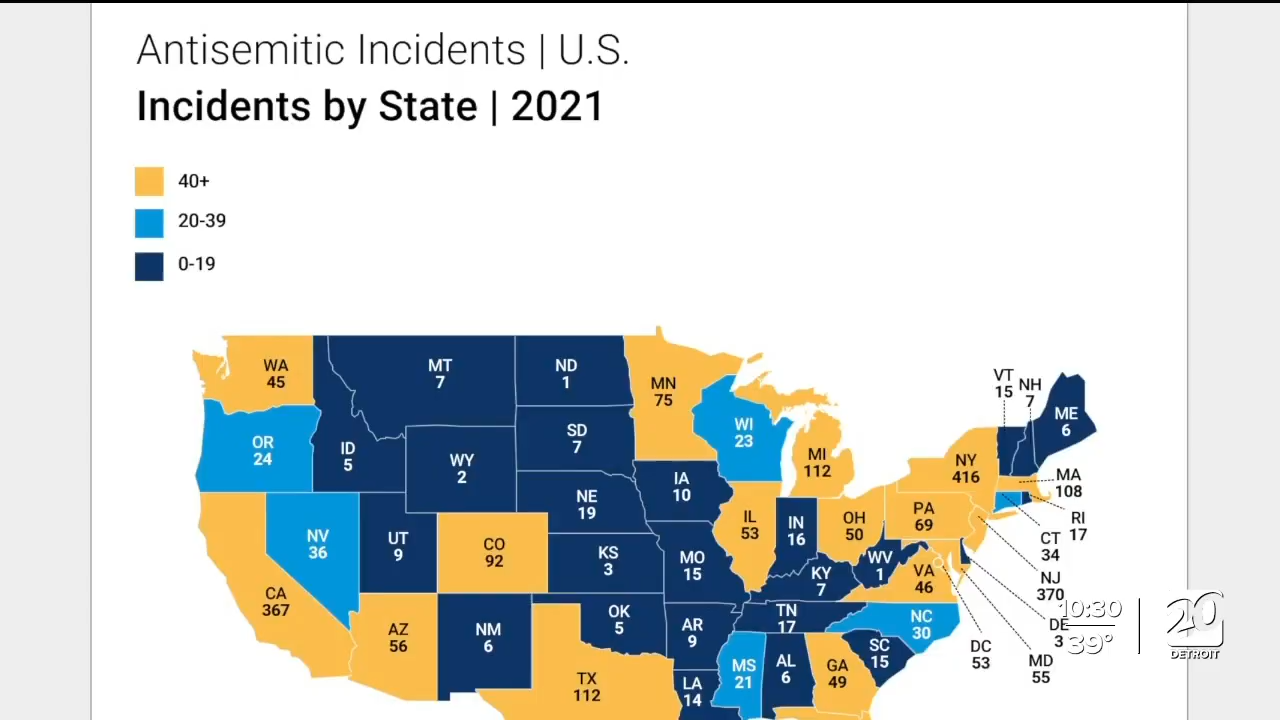 Antisemitic Incidents | U.S.
Incidents by State | 2021
40+
20-39
0-19
WA
45
MT
7
ND
1
MN
75
VT
15
NH
7
ME
6
OR
24
ID
5
WY
2
SD
7
WI
23
MI
112
NY
416
MA
108
RI
17
CT
34
NJ
370
NV
36
UT
9
CO
92
NE
19
IA
10
IL
53
IN
16
OH
50
PA
69
KS
3
MO
15
KY
7
WV
1
VA
46
CA
367
AZ
56
NM
6
OK
5
AR
9
TN
17
NC
30
SC
15
DC
53
MD
55
DE
3
TX
112
LA
14
MS
21
AL
6
GA
49
10:30
39°
20
DETROIT